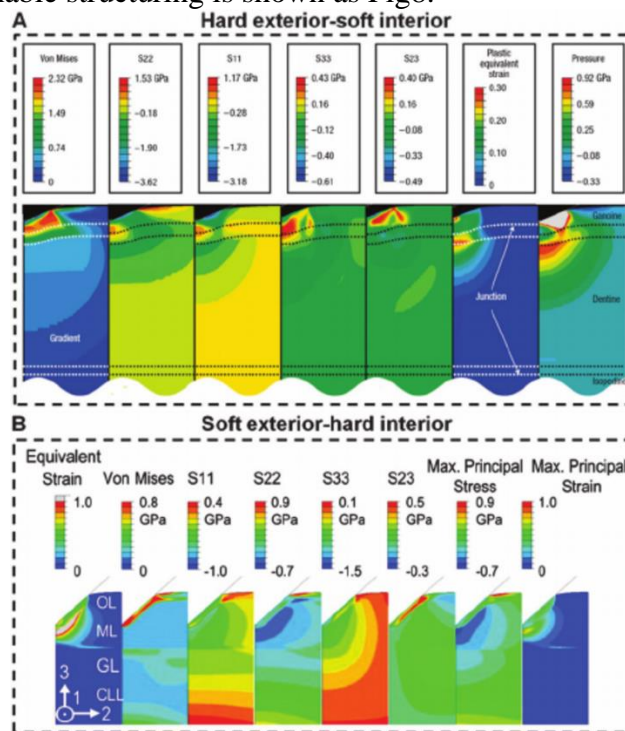 structuring is shown as
A
Hard exterior-soft interior
Von Mises S22 S11 S33 S23 Plastic equivalent strain Pressure
2.32 GPa 1.53 GPa 1.17 GPa 0.43 GPa 0.40 GPa 0.30 0.92 GPa
1.49 −0.18 −0.28 0.16 0.16 0.20 0.59
0.74 −1.90 −1.73 −0.12 −0.08 0.10 0.25
−0.40 −0.33 −0.08
0 −3.62 −3.18 −0.61 −0.49 0 −0.33
Ganoine
Junction
Dentine
Gradient
B
Soft exterior-hard interior
Equivalent Strain Von Mises S11 S22 S33 S23 Max. Principal Stress Max. Principal Strain
1.0 0.8 GPa 0.4 GPa 0.9 GPa 0.1 GPa 0.5 GPa 0.9 GPa 1.0
0 0 -1.0 -0.7 -1.5 -0.3 -0.7 0
OL
ML
GL
CLL
3
1
2